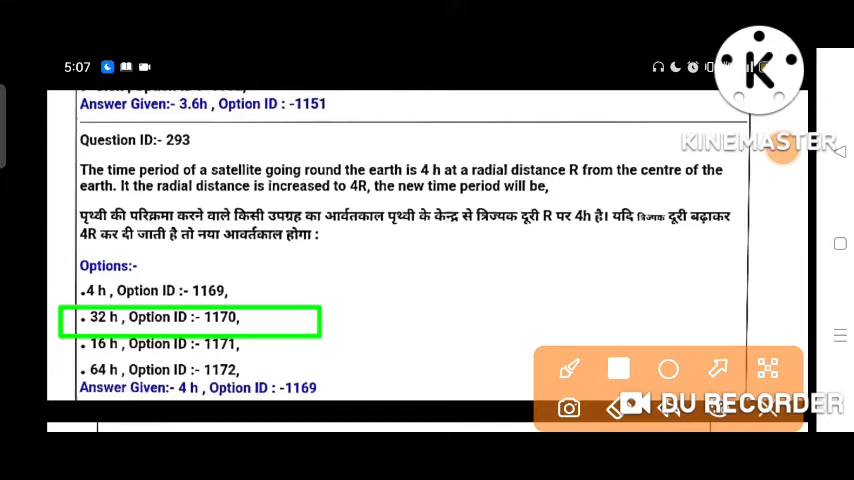 5:07
K
KINEMASTER
Answer Given:- 3.6h , Option ID : -1151
Question ID:- 293
The time period of a satellite going round the earth is 4 h at a radial distance R from the centre of the
earth. It the radial distance is increased to 4R, the new time period will be,
पृथ्वी की परिक्रमा करने वाले किसी उपग्रह का आर्वतकाल पृथ्वी के केन्द्र से त्रिज्यक दूरी R पर 4h है। यदि त्रिज्यक दूरी बढ़ाकर
4R कर दी जाती है तो नया आवर्तकाल होगा :
Options:-
.4 h , Option ID :- 1169,
. 32 h , Option ID :- 1170,
. 16 h , Option ID :- 1171,
. 64 h , Option ID :- 1172,
Answer Given:- 4 h , Option ID : -1169
DU RECORDER